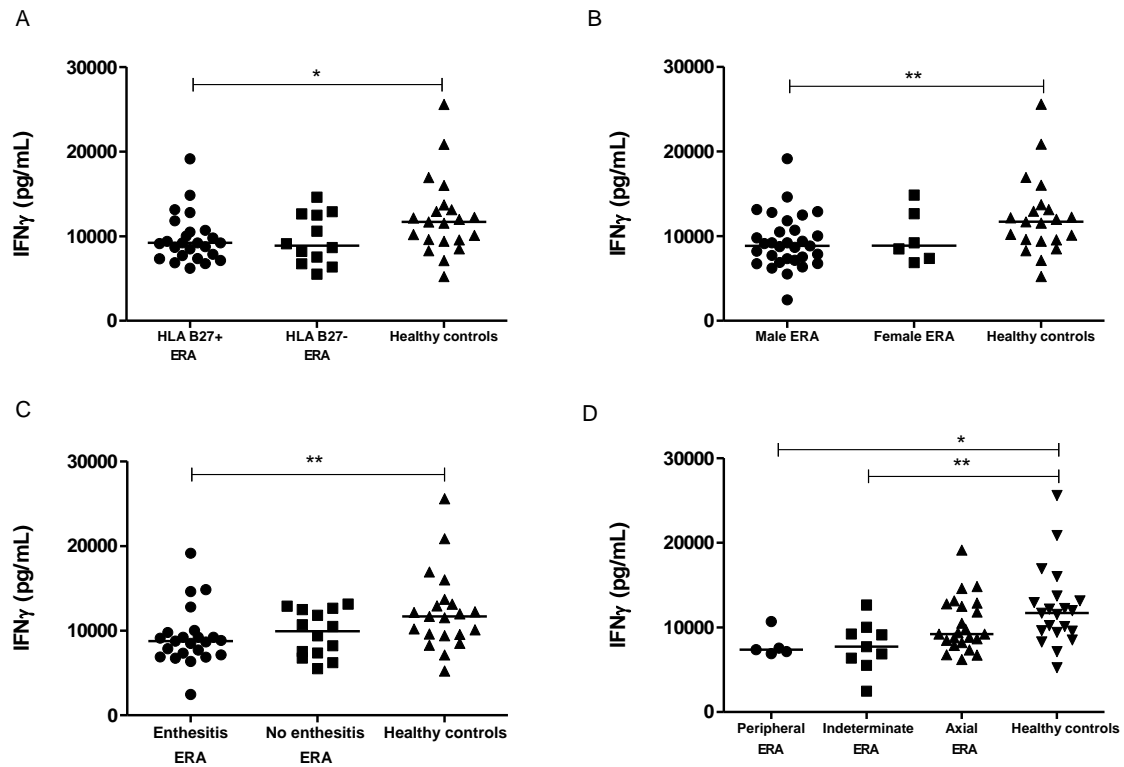 A
IFNγ (pg/mL)
30000
20000
10000
0
*
HLA B27+
ERA
HLA B27-
ERA
Healthy controls
B
IFNγ (pg/mL)
30000
20000
10000
0
**
Male ERA
Female ERA
Healthy controls
C
IFNγ (pg/mL)
30000
20000
10000
0
**
Enthesitis
ERA
No enthesitis
ERA
Healthy controls
D
IFNγ (pg/mL)
30000
20000
10000
0
*
**
Peripheral
ERA
Indeterminate
ERA
Axial
ERA
Healthy controls